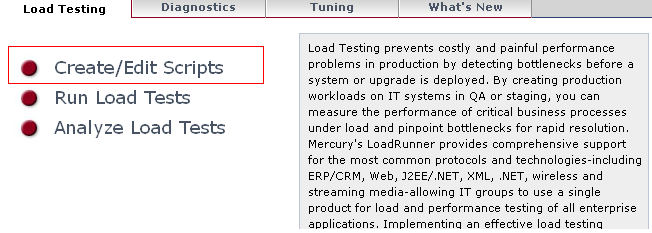 Load Testing
Diagnostics
Tuning
What's New
Create/Edit Scripts
Run Load Tests
Analyze Load Tests
Load Testing prevents costly and painful performance
problems in production by detecting bottlenecks before a
system or upgrade is deployed. By creating production
workloads on IT systems in QA or staging, you can
measure the performance of critical business processes
under load and pinpoint bottlenecks for rapid resolution.
Mercury's LoadRunner provides comprehensive support
for the most common protocols and technologies-including
ERP/CRM, Web, J2EE/.NET, XML, .NET, wireless and
streaming media-allowing IT groups to use a single
product for load and performance testing of all enterprise
applications. Implementing an effective load testing